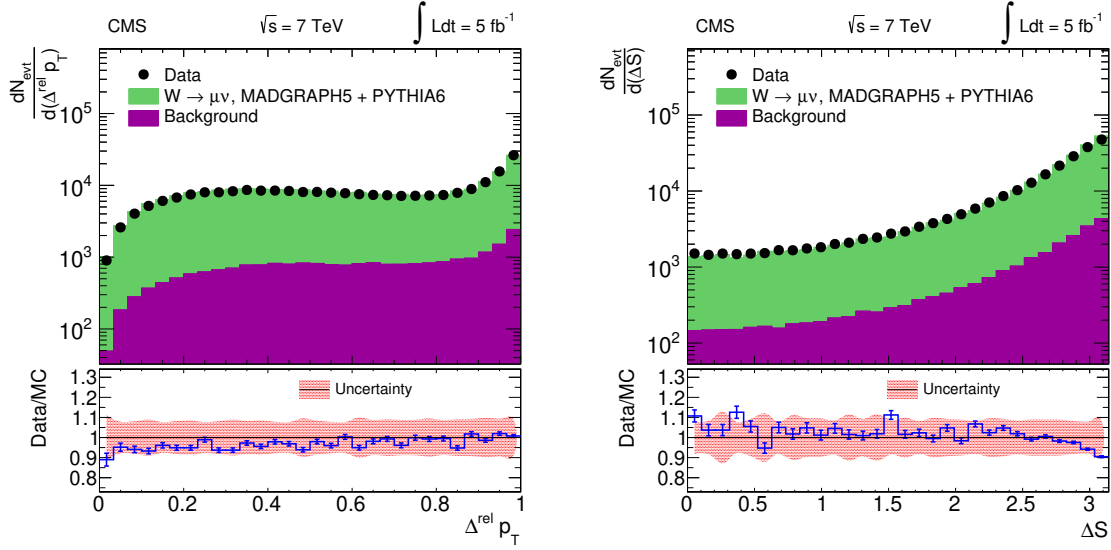 CMS √s = 7 TeV ∫ Ldt = 5 fb⁻¹
dN_evt / d(Δ^rel p_T)
Data
W → μν, MADGRAPH5 + PYTHIA6
Background
10⁵
10⁴
10³
10²
Data/MC
Uncertainty
1.3
1.2
1.1
1
0.9
0.8
0 0.2 0.4 0.6 0.8 1
Δ^rel p_T
CMS √s = 7 TeV ∫ Ldt = 5 fb⁻¹
dN_evt / d(ΔS)
Data
W → μν, MADGRAPH5 + PYTHIA6
Background
10⁵
10⁴
10³
10²
Data/MC
Uncertainty
1.3
1.2
1.1
1
0.9
0.8
0 0.5 1 1.5 2 2.5 3
ΔS